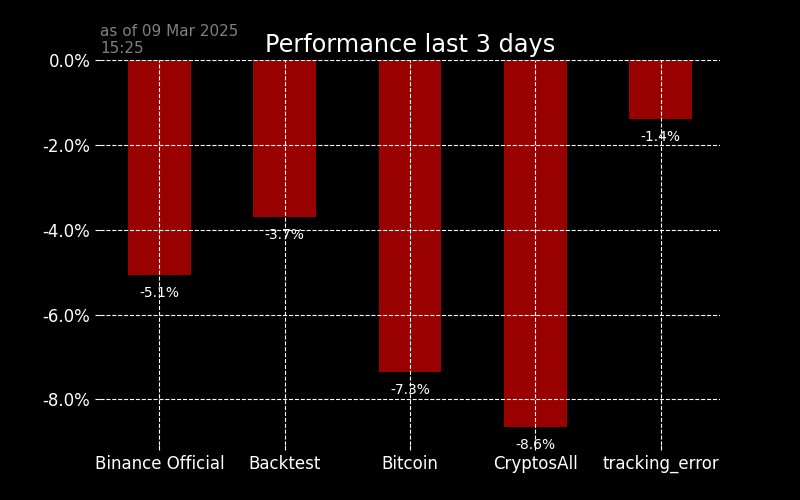 as of 09 Mar 2025
15:25
Performance last 3 days
0.0%
-2.0%
-4.0%
-6.0%
-8.0%
-5.1%
-3.7%
-7.3%
-8.6%
-1.4%
Binance Official
Backtest
Bitcoin
CryptosAll
tracking_error